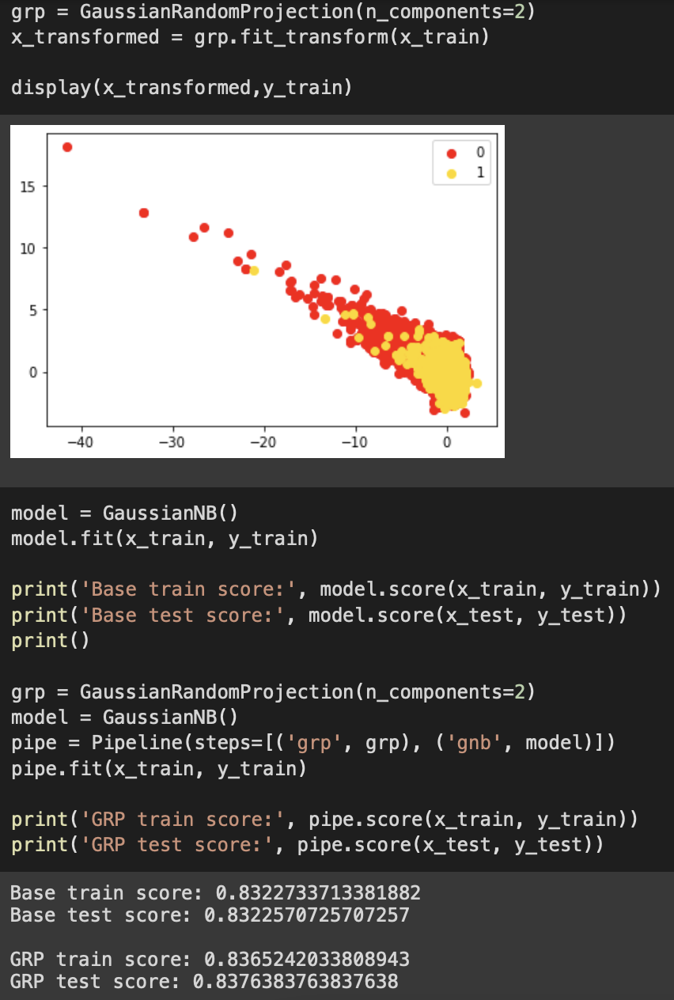 grp = GaussianRandomProjection(n_components=2)
x_transformed = grp.fit_transform(x_train)
display(x_transformed,y_train)
0
1
15
10
5
0
−40 −30 −20 −10 0
model = GaussianNB()
model.fit(x_train, y_train)
print('Base train score:', model.score(x_train, y_train))
print('Base test score:', model.score(x_test, y_test))
print()
grp = GaussianRandomProjection(n_components=2)
model = GaussianNB()
pipe = Pipeline(steps=[('grp', grp), ('gnb', model)])
pipe.fit(x_train, y_train)
print('GRP train score:', pipe.score(x_train, y_train))
print('GRP test score:', pipe.score(x_test, y_test))
Base train score: 0.8322733713381882
Base test score: 0.8322570725707257
GRP train score: 0.8365242033808943
GRP test score: 0.8376383763837638